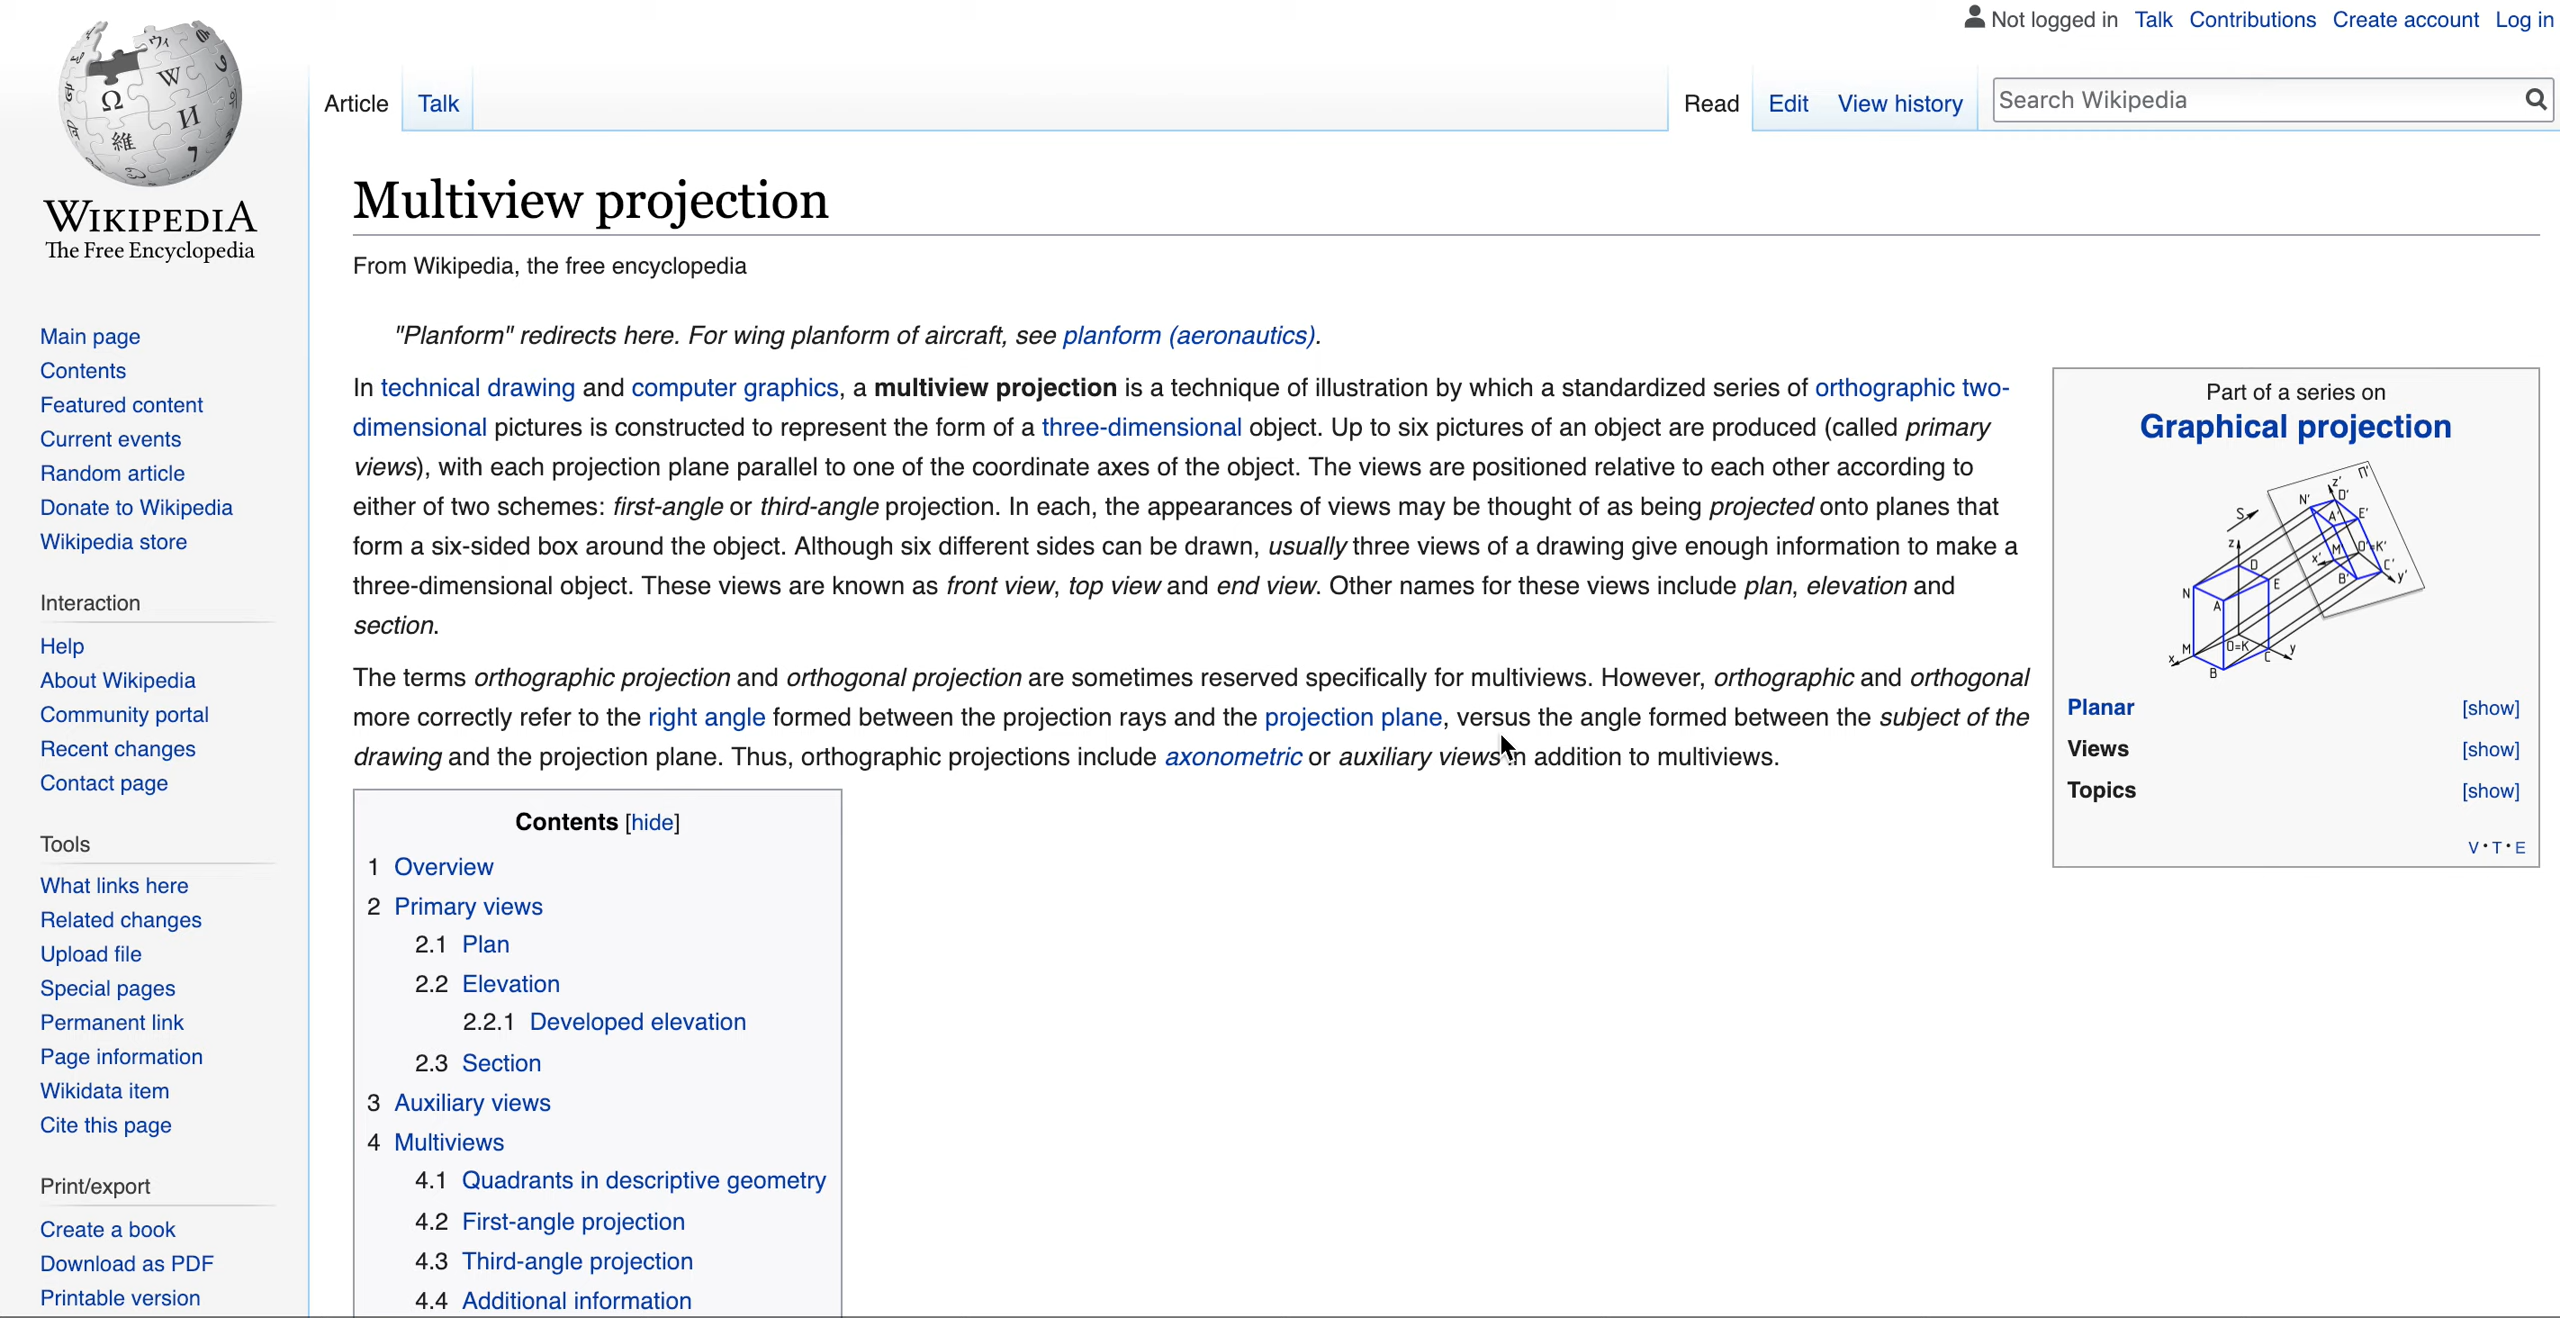 Not logged in Talk Contributions Create account Log in
Article Talk Read Edit View history Search Wikipedia
WIKIPEDIA
The Free Encyclopedia
Main page
Contents
Featured content
Current events
Random article
Donate to Wikipedia
Wikipedia store
Interaction
Help
About Wikipedia
Community portal
Recent changes
Contact page
Tools
What links here
Related changes
Upload file
Special pages
Permanent link
Page information
Wikidata item
Cite this page
Print/export
Create a book
Download as PDF
Printable version
Multiview projection
From Wikipedia, the free encyclopedia
"Planform" redirects here. For wing planform of aircraft, see planform (aeronautics).
In technical drawing and computer graphics, a multiview projection is a technique of illustration by which a standardized series of orthographic two-
dimensional pictures is constructed to represent the form of a three-dimensional object. Up to six pictures of an object are produced (called primary
views), with each projection plane parallel to one of the coordinate axes of the object. The views are positioned relative to each other according to
either of two schemes: first-angle or third-angle projection. In each, the appearances of views may be thought of as being projected onto planes that
form a six-sided box around the object. Although six different sides can be drawn, usually three views of a drawing give enough information to make a
three-dimensional object. These views are known as front view, top view and end view. Other names for these views include plan, elevation and
section.
The terms orthographic projection and orthogonal projection are sometimes reserved specifically for multiviews. However, orthographic and orthogonal
more correctly refer to the right angle formed between the projection rays and the projection plane, versus the angle formed between the subject of the
drawing and the projection plane. Thus, orthographic projections include axonometric or auxiliary views in addition to multiviews.
Contents [hide]
1 Overview
2 Primary views
2.1 Plan
2.2 Elevation
2.2.1 Developed elevation
2.3 Section
3 Auxiliary views
4 Multiviews
4.1 Quadrants in descriptive geometry
4.2 First-angle projection
4.3 Third-angle projection
4.4 Additional information
Part of a series on
Graphical projection
Π'
z'
N' D'
S A' E'
z M' O'≡K'
x' C'
D B' y'
N E
A
M O≡K y
x C
B
Planar [show]
Views [show]
Topics [show]
V · T · E